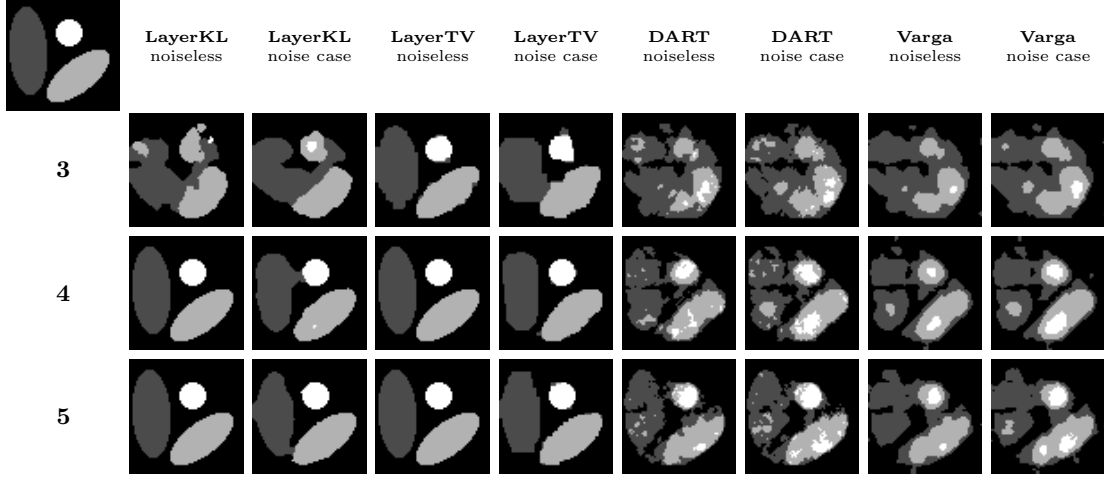 LayerKL LayerKL LayerTV LayerTV DART DART Varga Varga
noiseless noise case noiseless noise case noiseless noise case noiseless noise case
3
4
5